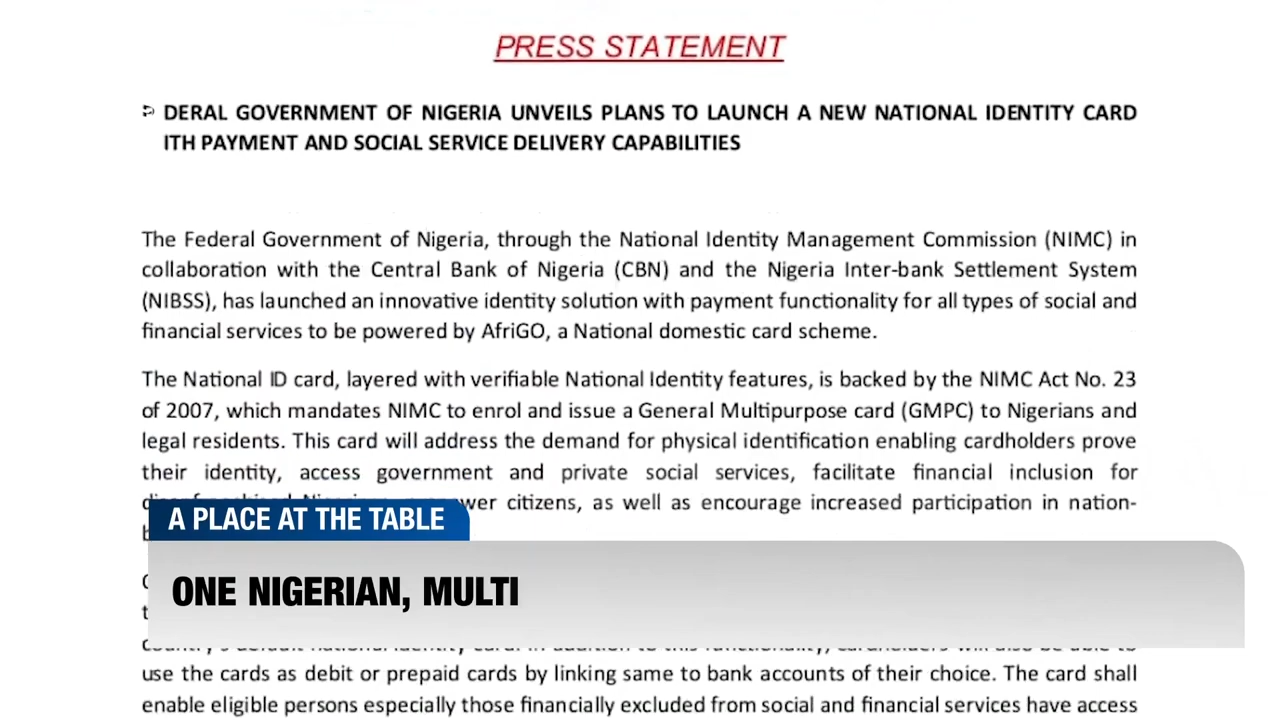 PRESS STATEMENT
DERAL GOVERNMENT OF NIGERIA UNVEILS PLANS TO LAUNCH A NEW NATIONAL IDENTITY CARD
ITH PAYMENT AND SOCIAL SERVICE DELIVERY CAPABILITIES
The Federal Government of Nigeria, through the National Identity Management Commission (NIMC) in
collaboration with the Central Bank of Nigeria (CBN) and the Nigeria Inter-bank Settlement System
(NIBSS), has launched an innovative identity solution with payment functionality for all types of social and
financial services to be powered by AfriGO, a National domestic card scheme.
The National ID card, layered with verifiable National Identity features, is backed by the NIMC Act No. 23
of 2007, which mandates NIMC to enrol and issue a General Multipurpose card (GMPC) to Nigerians and
legal residents. This card will address the demand for physical identification enabling cardholders prove
their identity, access government and private social services, facilitate financial inclusion for
citizens, as well as encourage increased participation in nation-
A PLACE AT THE TABLE
ONE NIGERIAN, MULTI
use the cards as debit or prepaid cards by linking same to bank accounts of their choice. The card shall
enable eligible persons especially those financially excluded from social and financial services have access